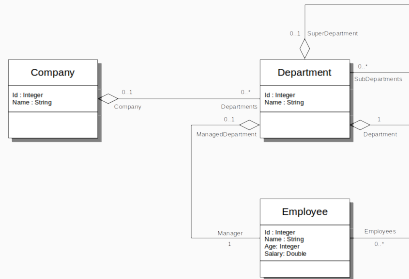 0..1 SuperDepartment
Company
Department
0..1
0..*
0..*
SubDepartments
Id : Integer
Name : String
Id : Integer
Name : String
Company
Departments
0..1
ManagedDepartment
1
Department
Employee
Id : Integer
Name : String
Age: Integer
Salary: Double
Manager
1
Employees
0..*